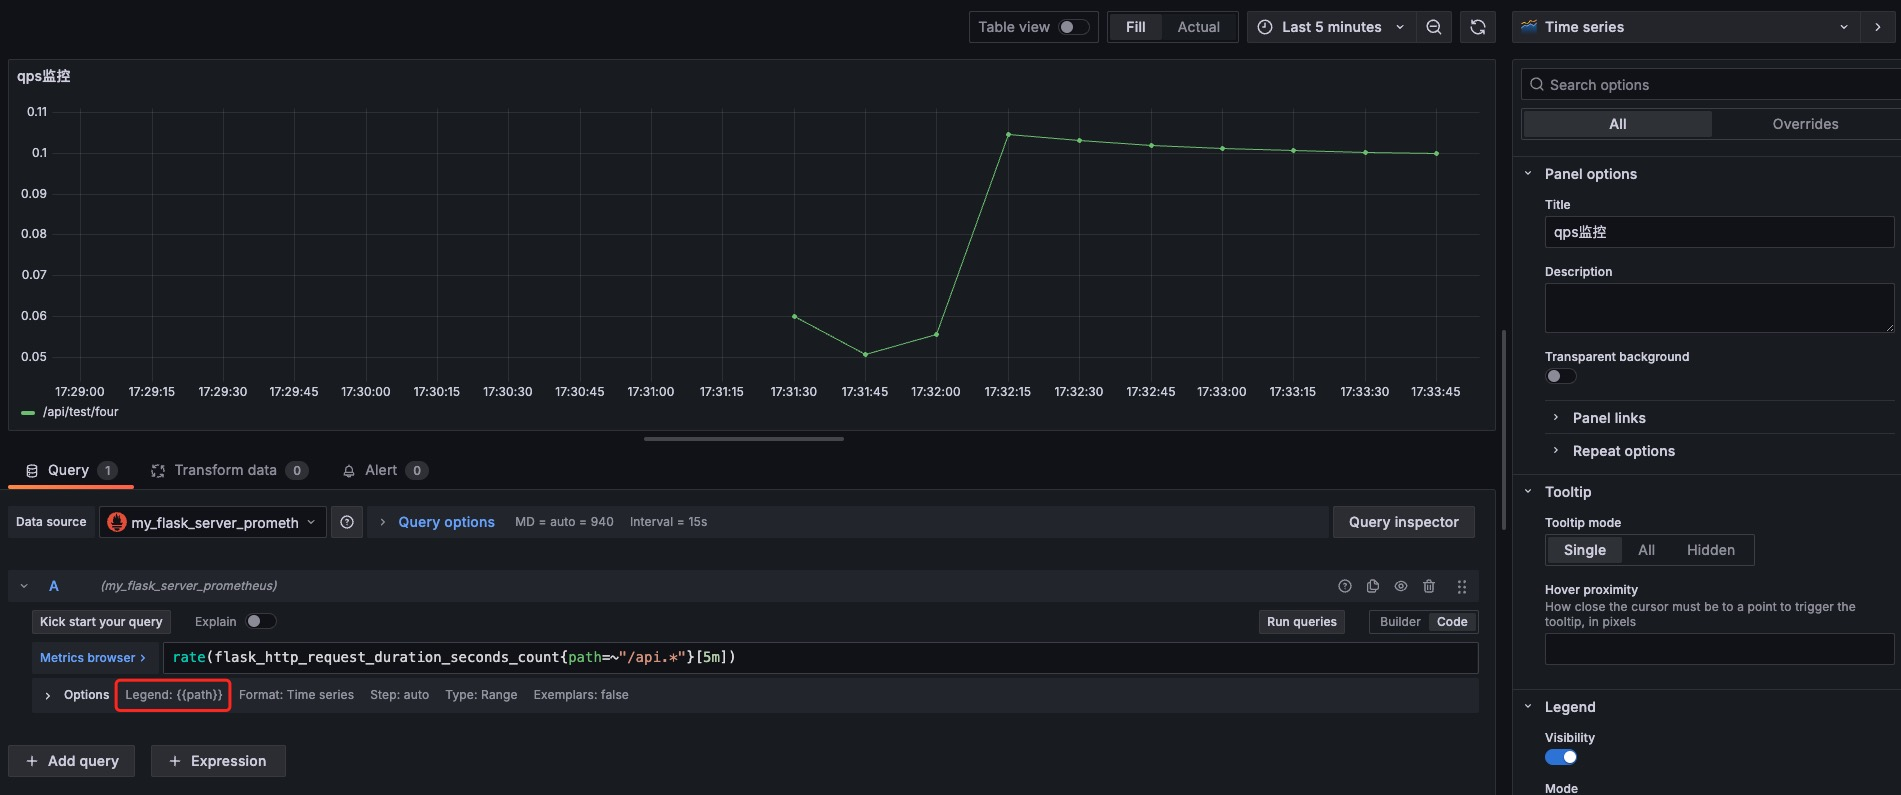 Table view Fill Actual Last 5 minutes Time series
qps监控
0.11
0.1
0.09
0.08
0.07
0.06
0.05
17:29:00 17:29:15 17:29:30 17:29:45 17:30:00 17:30:15 17:30:30 17:30:45 17:31:00 17:31:15 17:31:30 17:31:45 17:32:00 17:32:15 17:32:30 17:32:45 17:33:00 17:33:15 17:33:30 17:33:45
/api/test/four
Query 1 Transform data 0 Alert 0
Data source my_flask_server_prometh Query options MD = auto = 940 Interval = 15s Query inspector
A (my_flask_server_prometheus)
Kick start your query Explain Run queries Builder Code
Metrics browser > rate(flask_http_request_duration_seconds_count{path=~"/api.*"}[5m])
Options Legend: {{path}} Format: Time series Step: auto Type: Range Exemplars: false
+ Add query + Expression
Search options
All Overrides
Panel options
Title
qps监控
Description
Transparent background
Panel links
Repeat options
Tooltip
Tooltip mode
Single All Hidden
Hover proximity
How close the cursor must be to a point to trigger the
tooltip, in pixels
Legend
Visibility
Mode